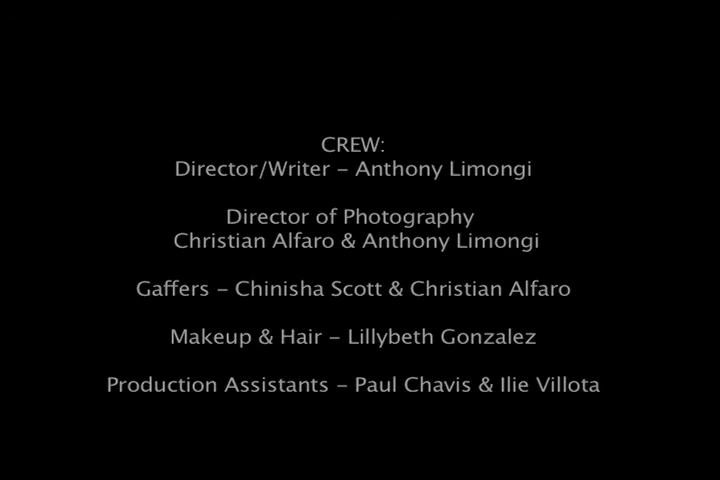 CREW:
Director/Writer – Anthony Limongi
Director of Photography
Christian Alfaro & Anthony Limongi
Gaffers – Chinisha Scott & Christian Alfaro
Makeup & Hair – Lillybeth Gonzalez
Production Assistants – Paul Chavis & Ilie Villota